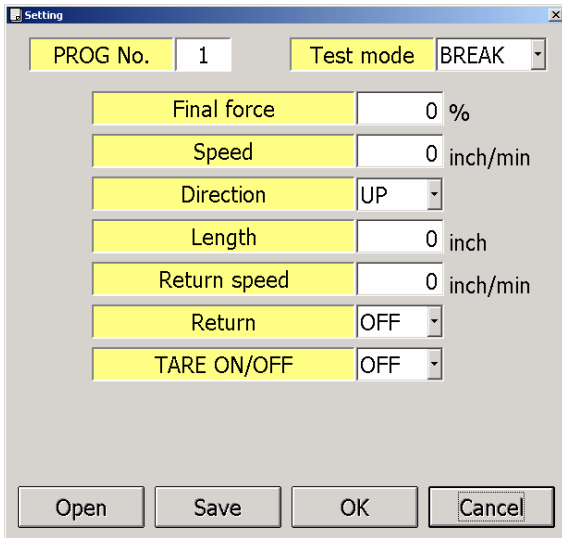 Setting
PROG No. 1 Test mode BREAK
Final force 0 %
Speed 0 inch/min
Direction UP
Length 0 inch
Return speed 0 inch/min
Return OFF
TARE ON/OFF OFF
Open Save OK Cancel